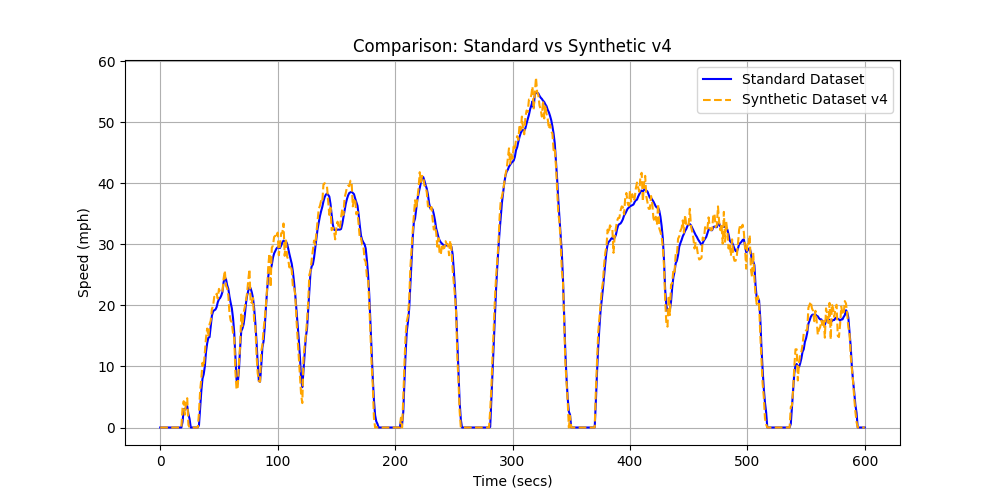 Comparison: Standard vs Synthetic v4
Standard Dataset
Synthetic Dataset v4
Speed (mph)
60
50
40
30
20
10
0
0 100 200 300 400 500 600
Time (secs)